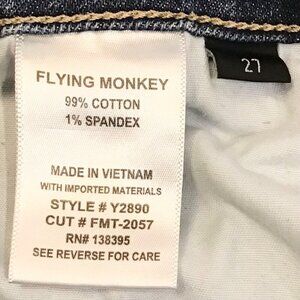 FLYING MONKEY
99% COTTON
1% SPANDEX
MADE IN VIETNAM
WITH IMPORTED MATERIALS
STYLE # Y2890
CUT # FMT-2057
RN# 138395
SEE REVERSE FOR CARE
27